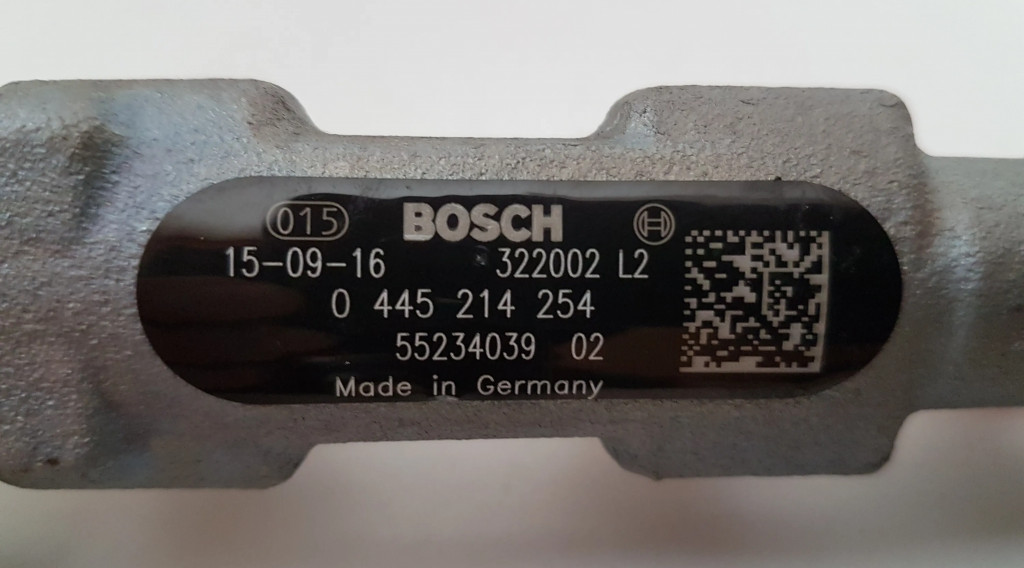 015 BOSCH
15-09-16 322002 L2
0 445 214 254
55234039 02
Made in Germany